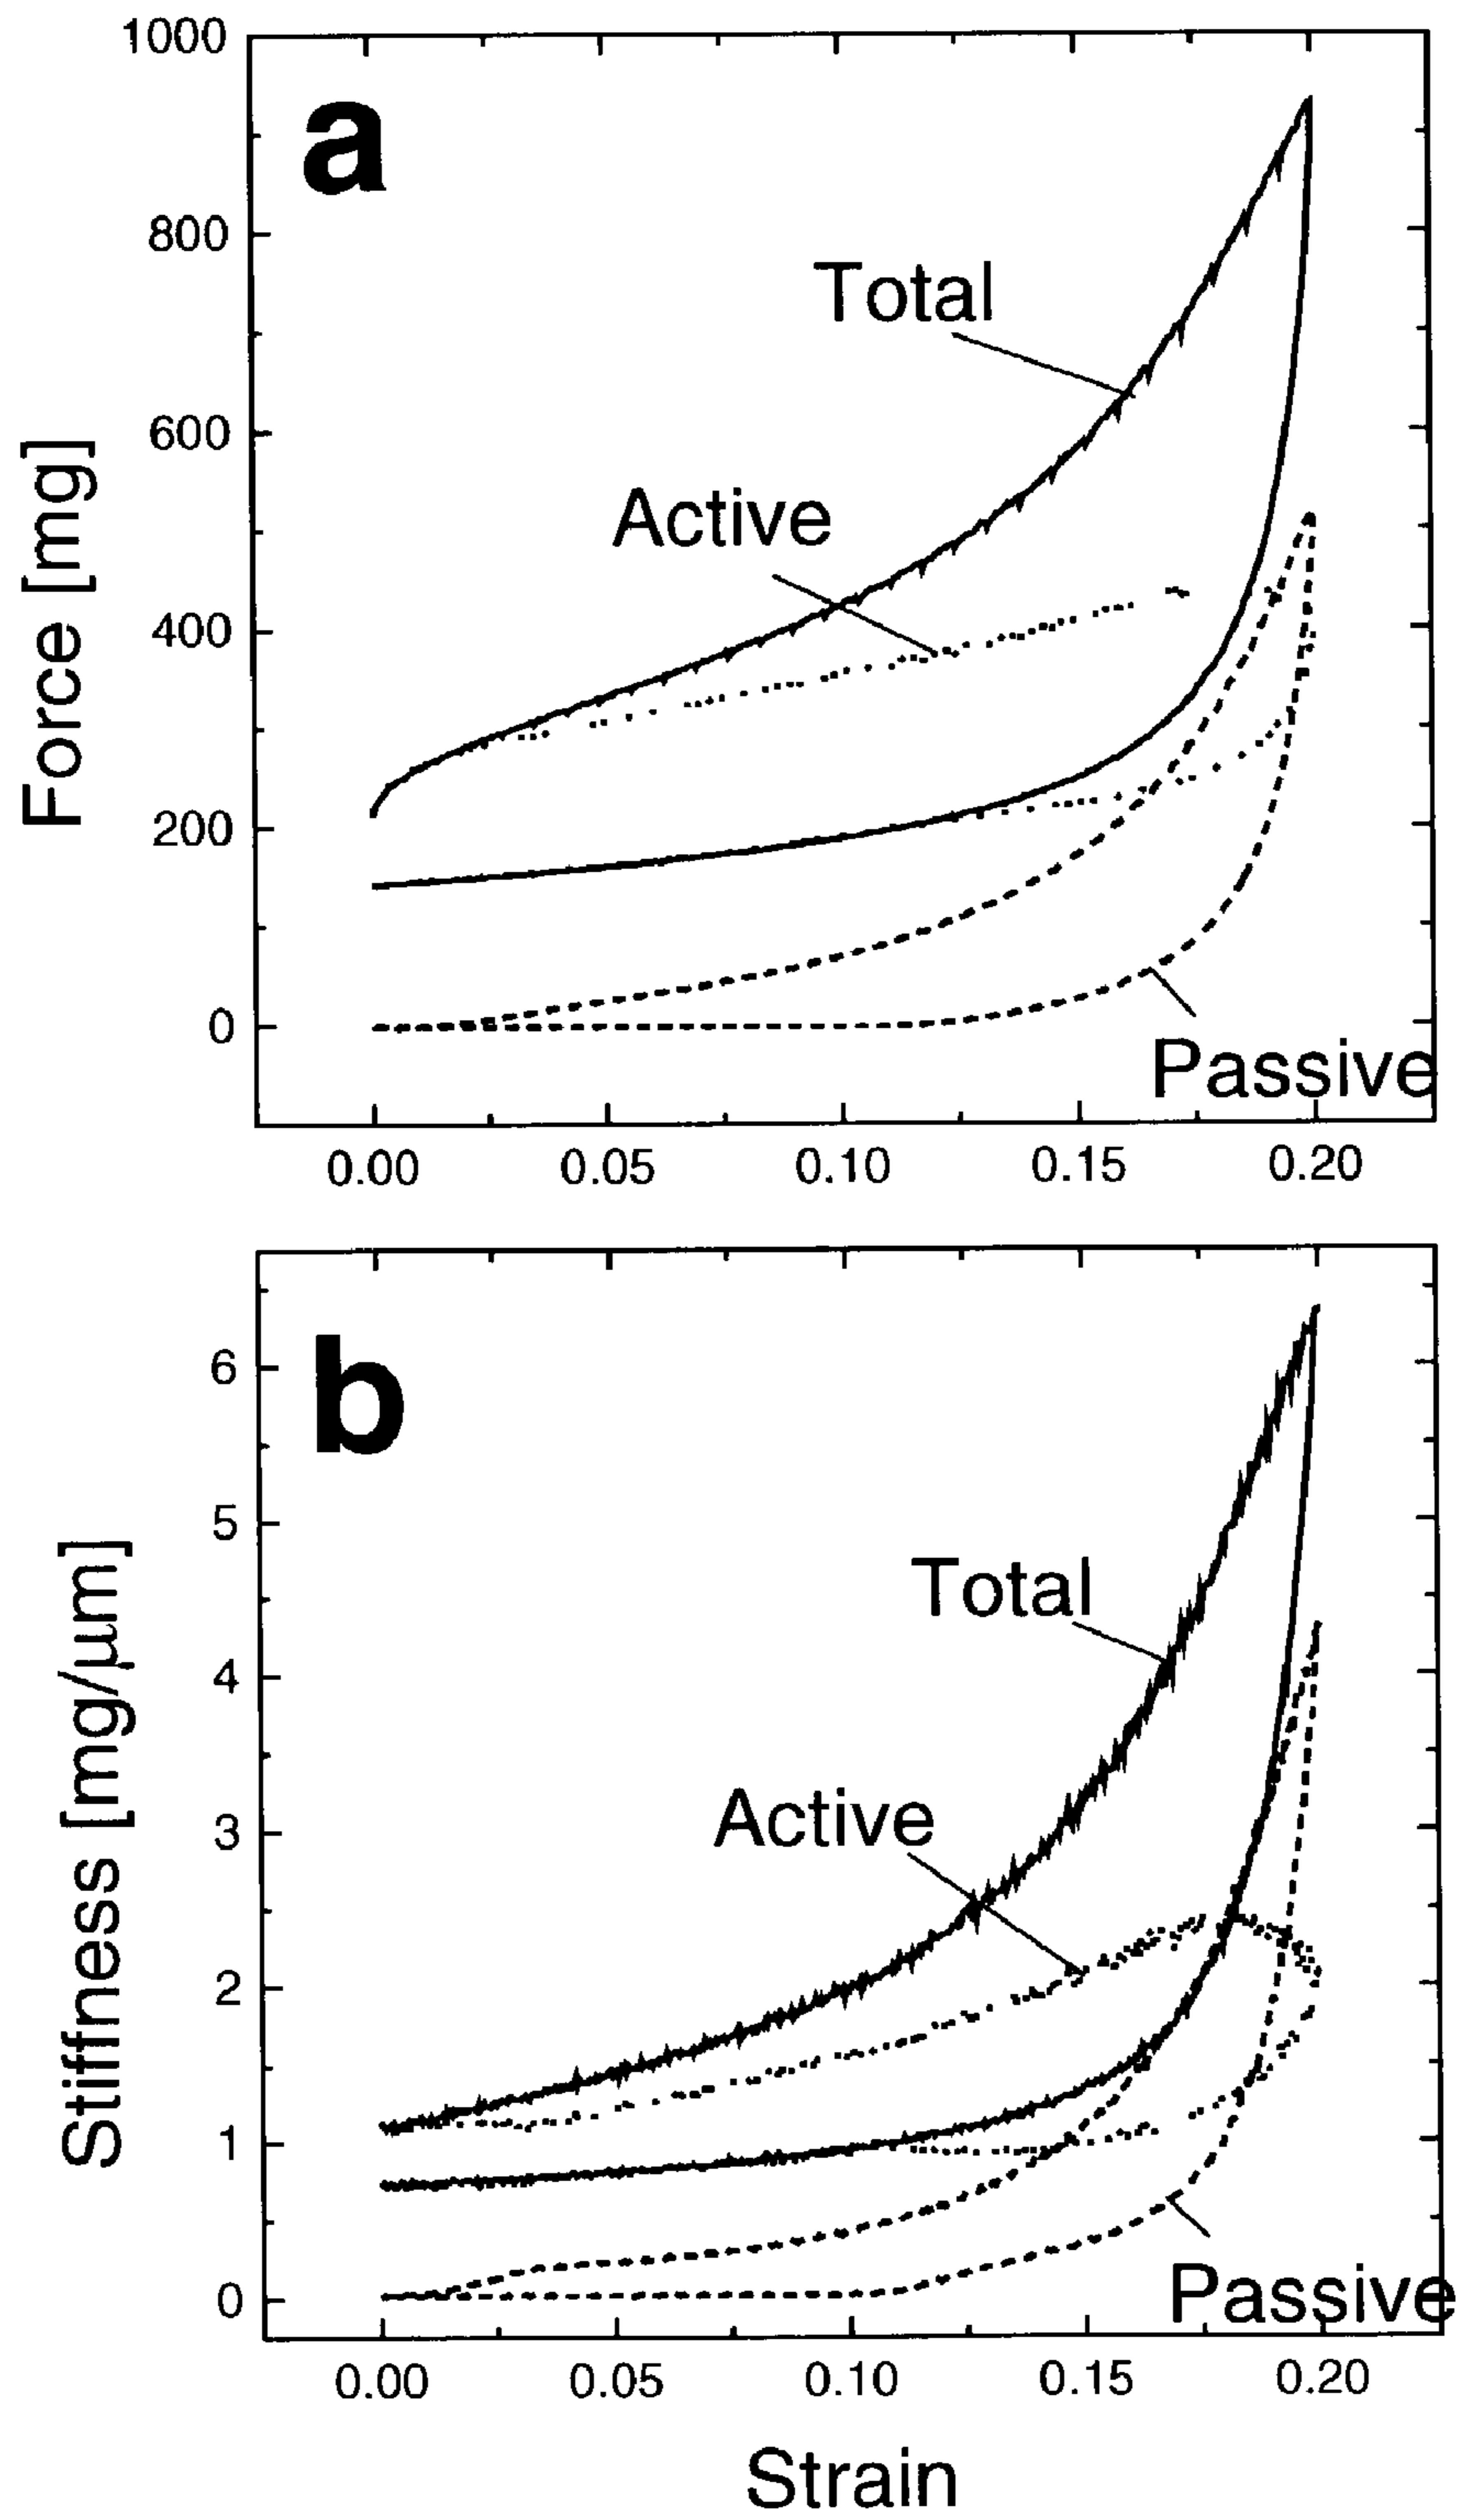 1000
a
800
Total
600
Force [mg]
Active
400
200
0
Passive
0.00 0.05 0.10 0.15 0.20
b
6
5
Total
Stiffness [mg/μm]
4
Active
3
2
1
0
Passive
0.00 0.05 0.10 0.15 0.20
Strain